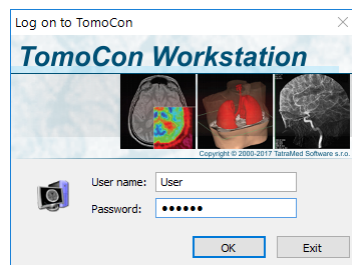 Log on to TomoCon
TomoCon Workstation
Copyright © 2000-2017 TatraMed Software s.r.o.
User name: User
Password: ●●●●●●
OK Exit